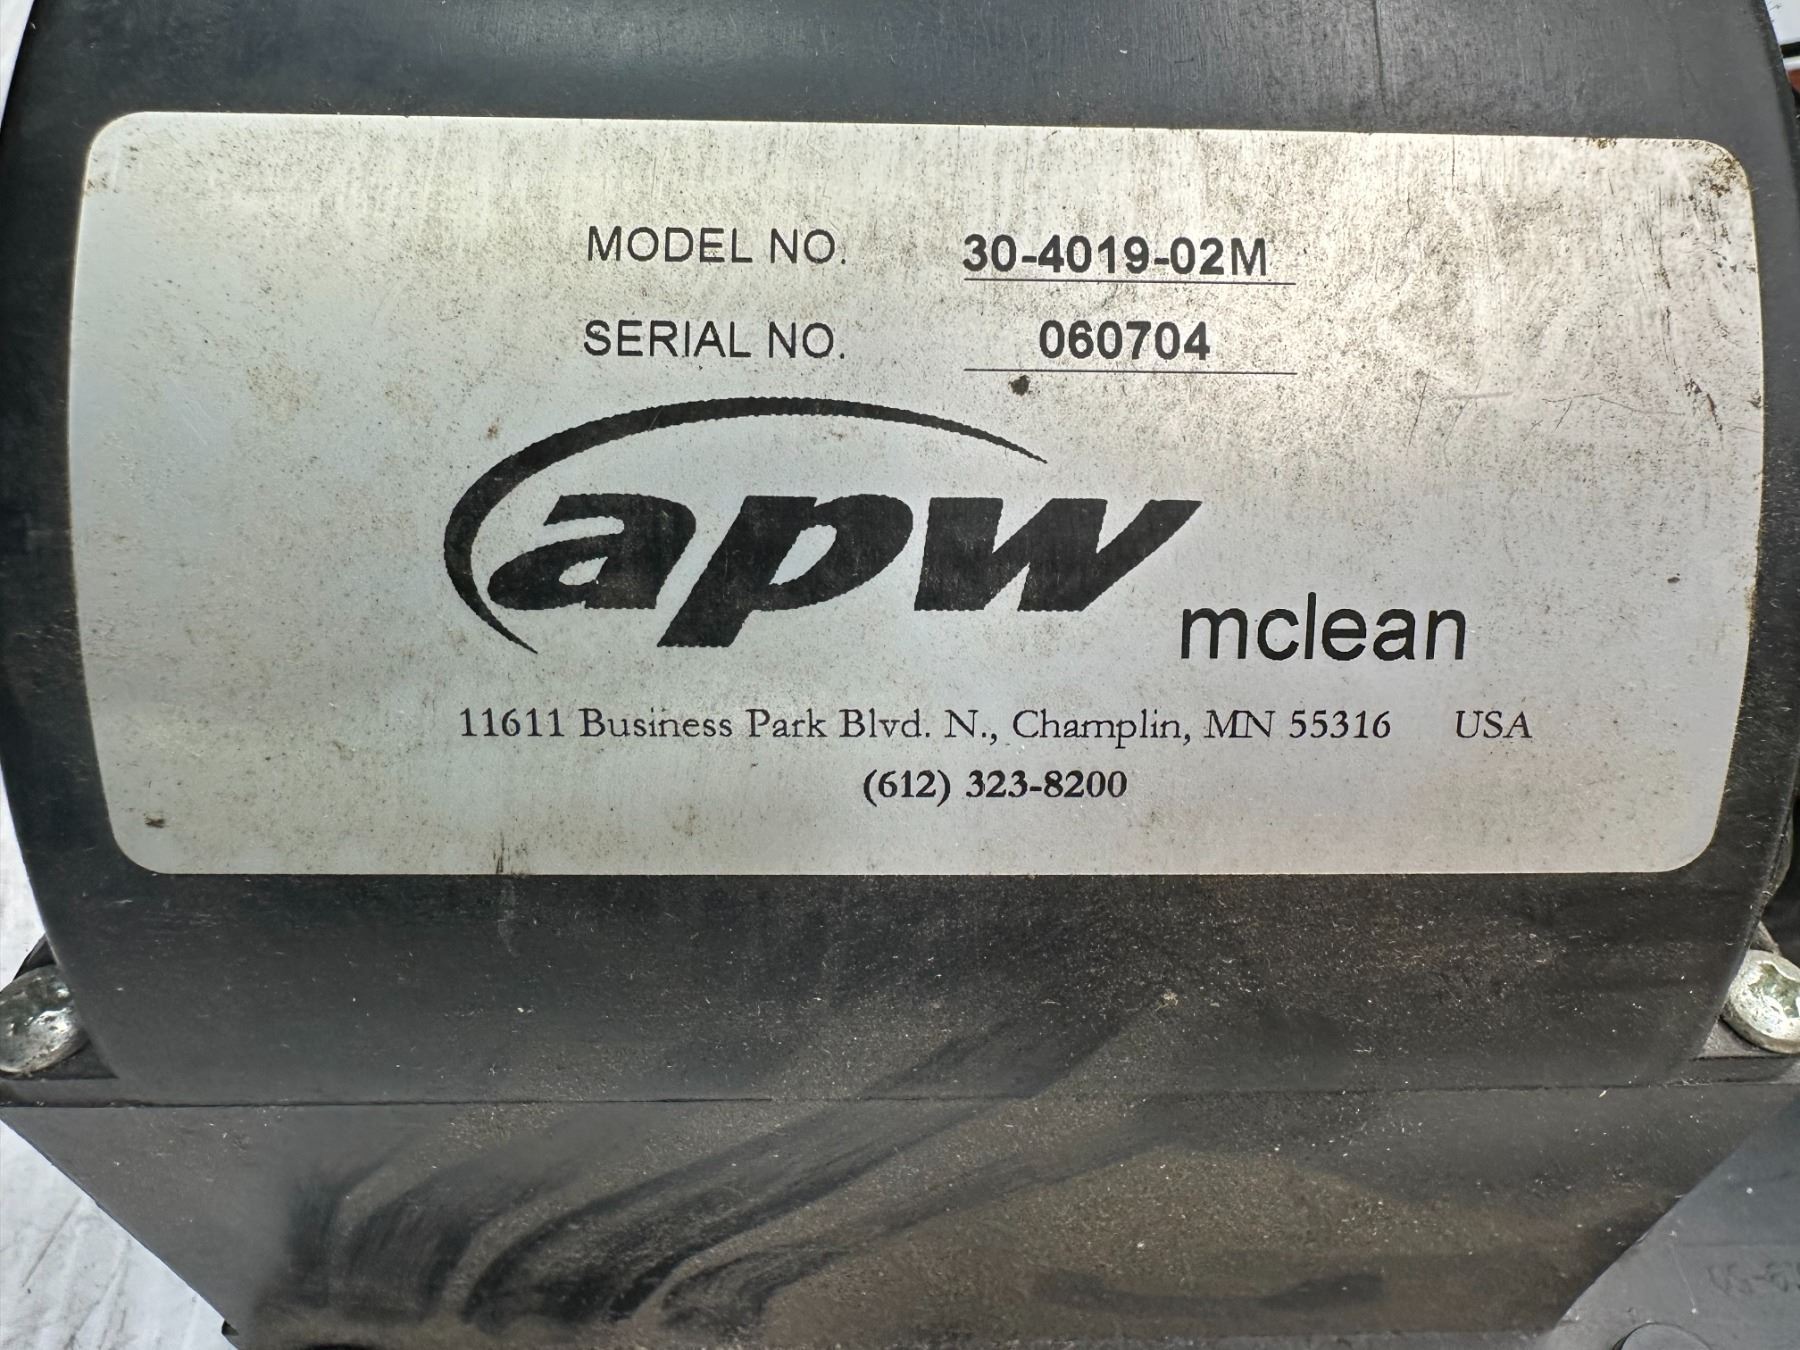 MODEL NO. 30-4019-02M
SERIAL NO. 060704
apw mclean
11611 Business Park Blvd. N., Champlin, MN 55316 USA
(612) 323-8200